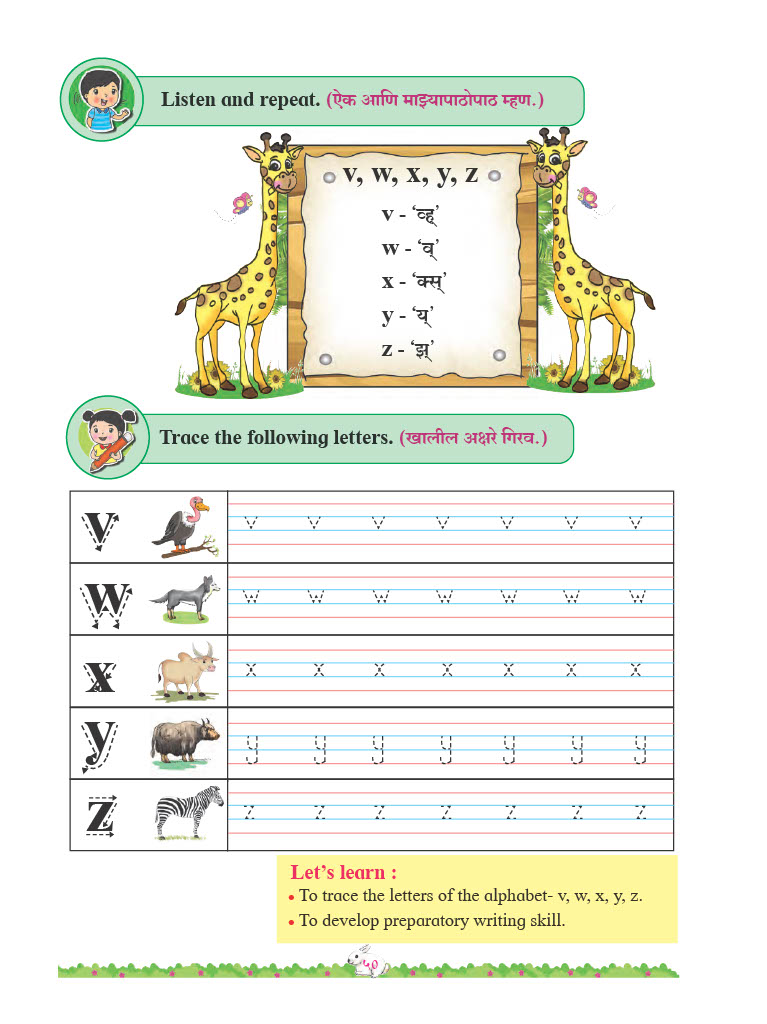 Listen and repeat. (ऐक आणि माझ्यापाठोपाठ म्हण.)
v, w, x, y, z
v - ‘व्ह्’
w - ‘व्’
x - ‘क्स्’
y - ‘य्’
z - ‘झ्’
Trace the following letters. (खालील अक्षरे गिरव.)
v v v v v v v v
w w w w w w w w
x x x x x x x x
y y y y y y y y
z z z z z z z z
Let’s learn :
• To trace the letters of the alphabet- v, w, x, y, z.
• To develop preparatory writing skill.
40